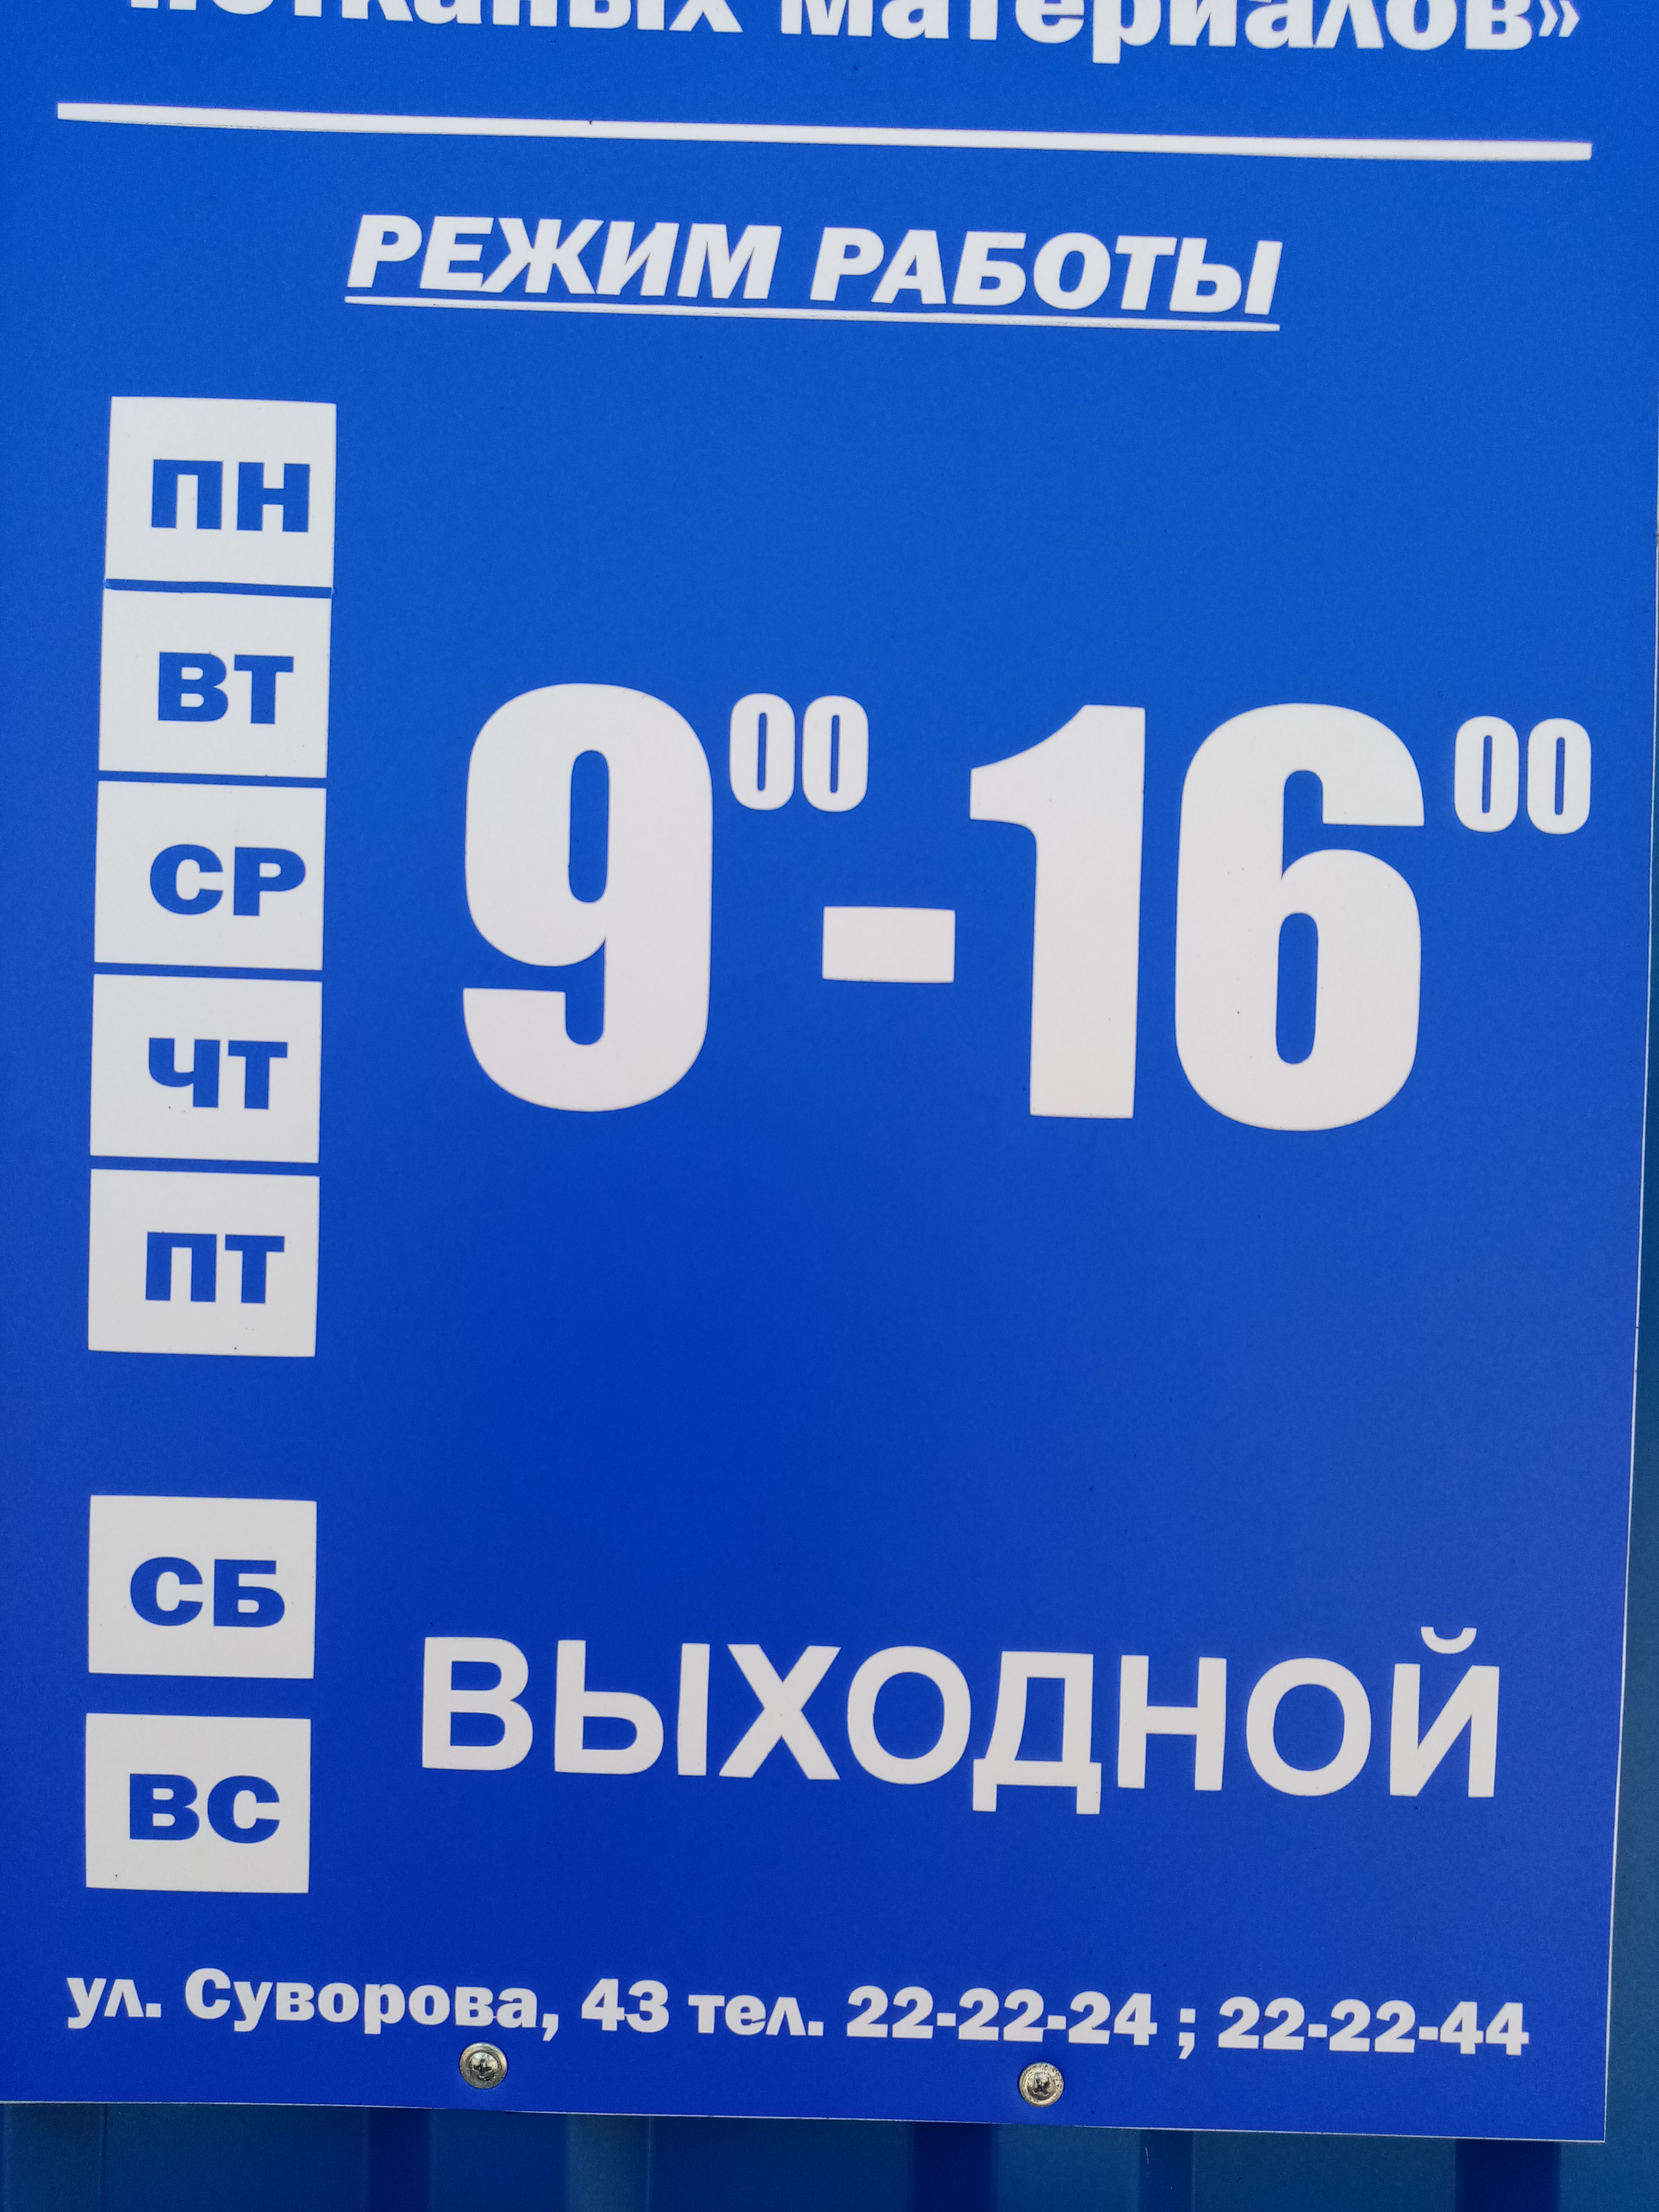 материалов»
РЕЖИМ РАБОТЫ
ПН
ВТ
СР
ЧТ
ПТ
9⁰⁰-16⁰⁰
СБ
ВС
ВЫХОДНОЙ
ул. Суворова, 43 тел. 22-22-24 ; 22-22-44